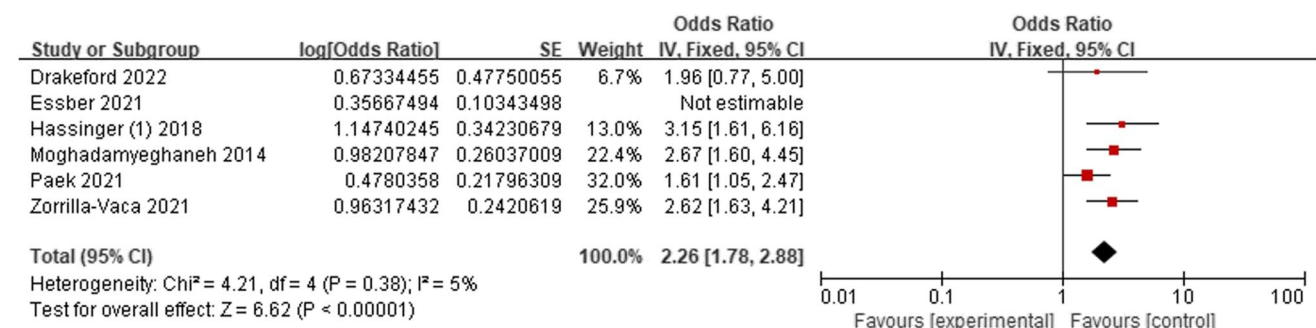 Odds Ratio Odds Ratio
Study or Subgroup log[Odds Ratio] SE Weight IV, Fixed, 95% CI IV, Fixed, 95% CI
Drakeford 2022 0.67334455 0.47750055 6.7% 1.96 [0.77, 5.00]
Essber 2021 0.35667494 0.10343498 Not estimable
Hassinger (1) 2018 1.14740245 0.34230679 13.0% 3.15 [1.61, 6.16]
Moghadamyeghaneh 2014 0.98207847 0.26037009 22.4% 2.67 [1.60, 4.45]
Paek 2021 0.4780358 0.21796309 32.0% 1.61 [1.05, 2.47]
Zorrilla-Vaca 2021 0.96317432 0.2420619 25.9% 2.62 [1.63, 4.21]
Total (95% CI) 100.0% 2.26 [1.78, 2.88]
Heterogeneity: Chi² = 4.21, df = 4 (P = 0.38); I² = 5%
Test for overall effect: Z = 6.62 (P < 0.00001)
0.01 0.1 1 10 100
Favours [experimental] Favours [control]